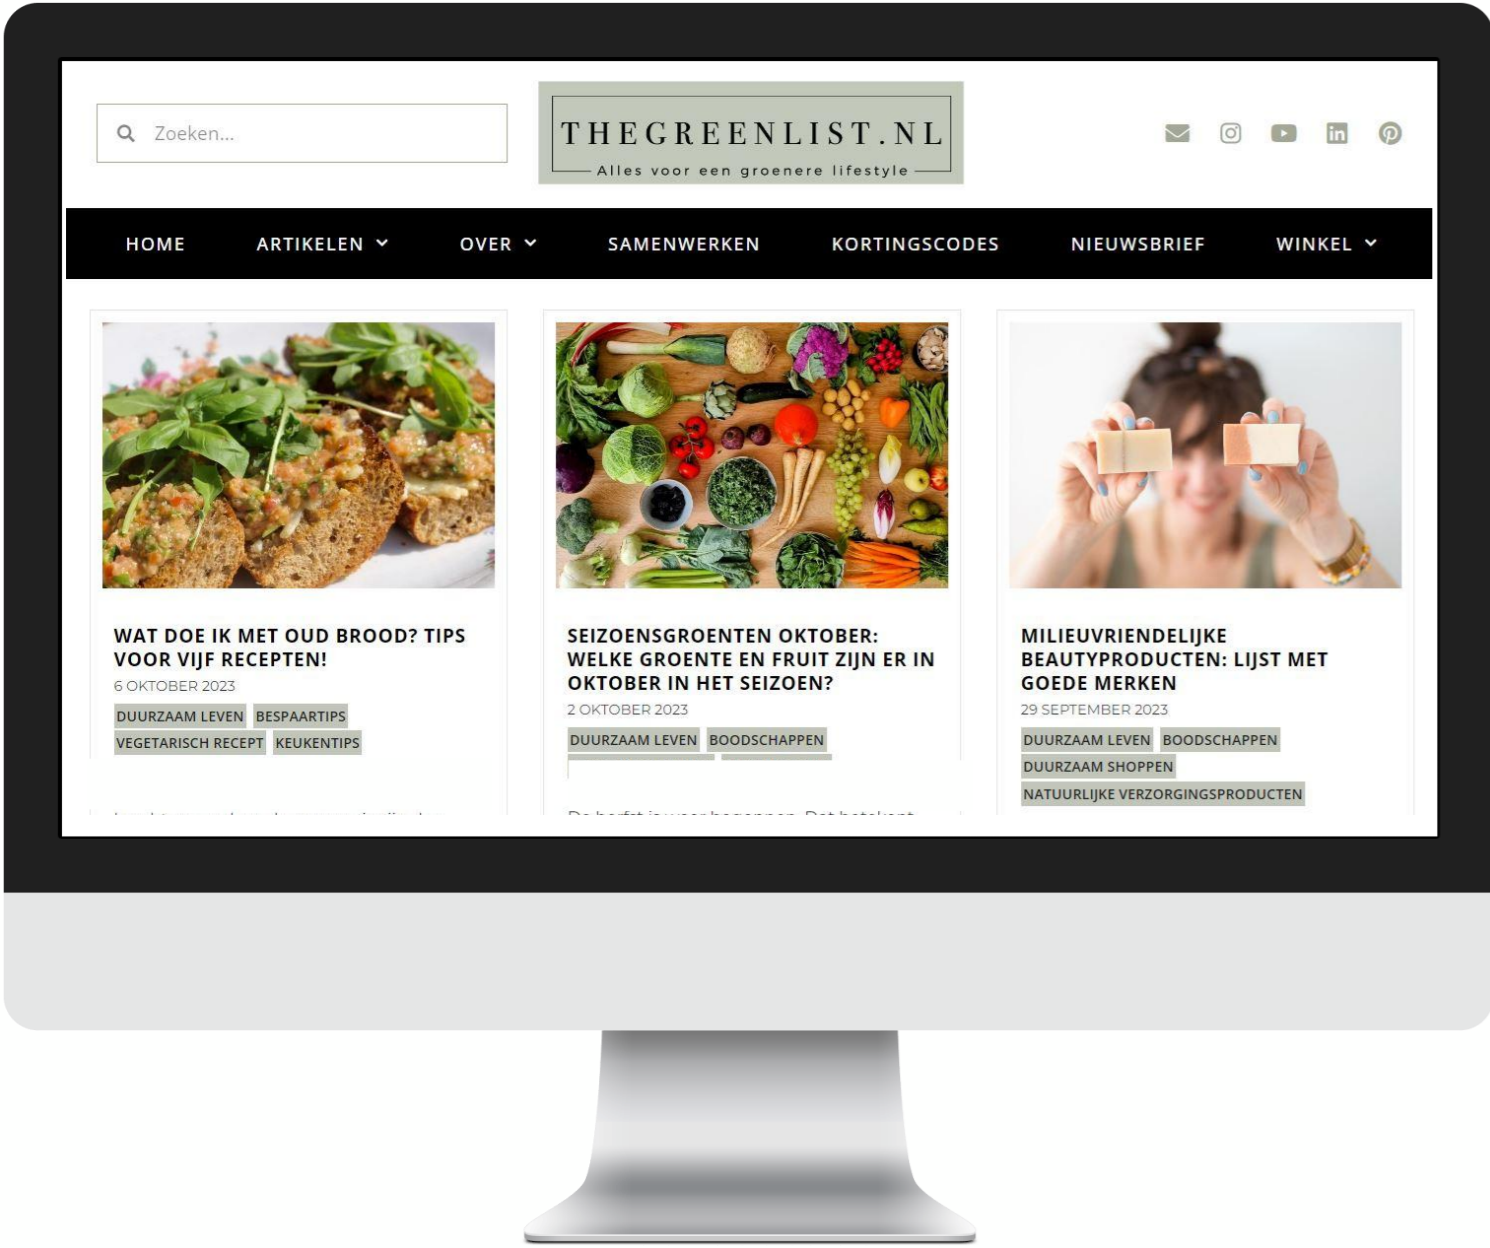 Zoeken...
THEGREENLIST.NL
Alles voor een groenere lifestyle
HOME ARTIKELEN OVER SAMENWERKEN KORTINGSCODES NIEUWSBRIEF WINKEL
WAT DOE IK MET OUD BROOD? TIPS
VOOR VIJF RECEPTEN!
6 OKTOBER 2023
DUURZAAM LEVEN BESPAARTIPS
VEGETARISCH RECEPT KEUKENTIPS
SEIZOENSGROENTEN OKTOBER:
WELKE GROENTE EN FRUIT ZIJN ER IN
OKTOBER IN HET SEIZOEN?
2 OKTOBER 2023
DUURZAAM LEVEN BOODSCHAPPEN
MILIEUVRIENDELIJKE
BEAUTYPRODUCTEN: LIJST MET
GOEDE MERKEN
29 SEPTEMBER 2023
DUURZAAM LEVEN BOODSCHAPPEN
DUURZAAM SHOPPEN
NATUURLIJKE VERZORGINGSPRODUCTEN